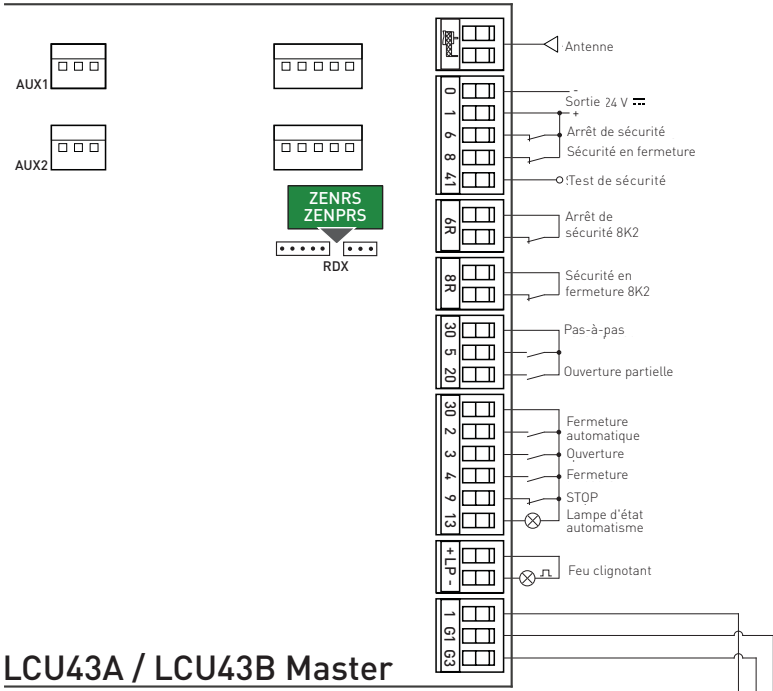 Antenne
AUX1
0
-
Sortie 24 V
1
+
6
Arrêt de sécurité
8
Sécurité en fermeture
41
Test de sécurité
AUX2
ZENRS
ZENPRS
RDX
6R
Arrêt de
sécurité 8K2
8R
Sécurité en
fermeture 8K2
30
Pas-à-pas
5
20
Ouverture partielle
30
2
Fermeture
automatique
3
Ouverture
4
Fermeture
9
STOP
13
Lampe d'état
automatisme
+ LP -
Feu clignotant
1
G1
G3
LCU43A / LCU43B Master